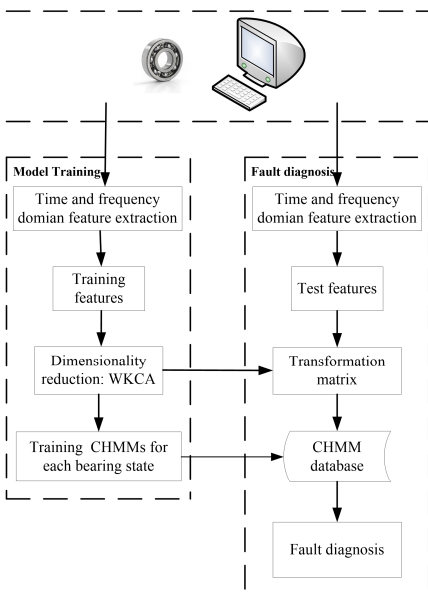 Model Training
Time and frequency
domian feature extraction
Training
features
Dimensionality
reduction: WKCA
Training CHMMs for
each bearing state
Fault diagnosis
Time and frequency
domian feature extraction
Test features
Transformation
matrix
CHMM
database
Fault diagnosis